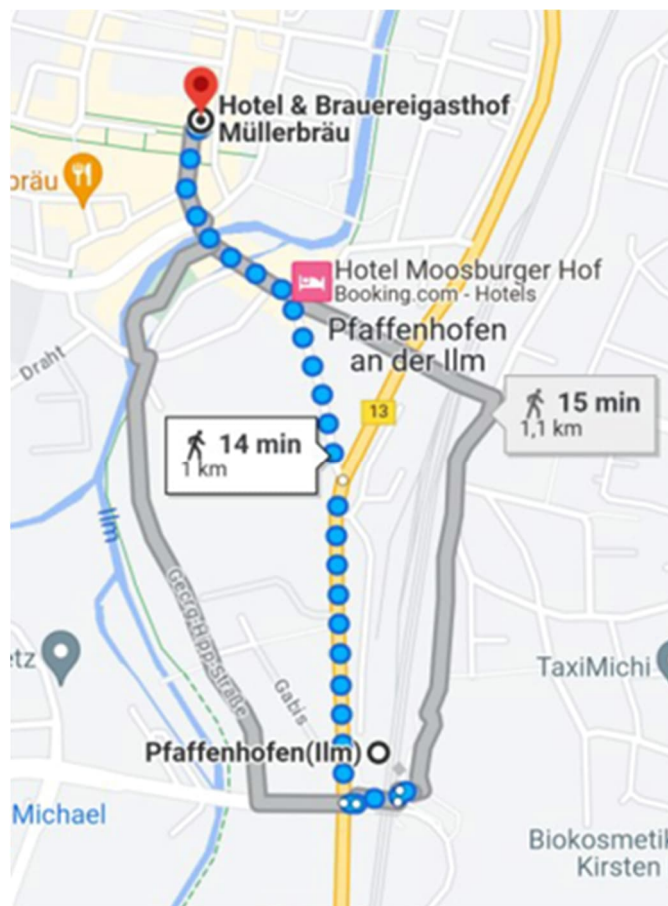 Hotel & Brauereigasthof
Müllerbräu
bräu
Hotel Moosburger Hof
Booking.com - Hotels
Pfaffenhofen
an der Ilm
Draht
13
15 min
1,1 km
14 min
1 km
Ilm
Georg-Hipp-Straße
etz
Gabis
TaxiMichi
Pfaffenhofen(Ilm)
Michael
Biokosmetik
Kirsten